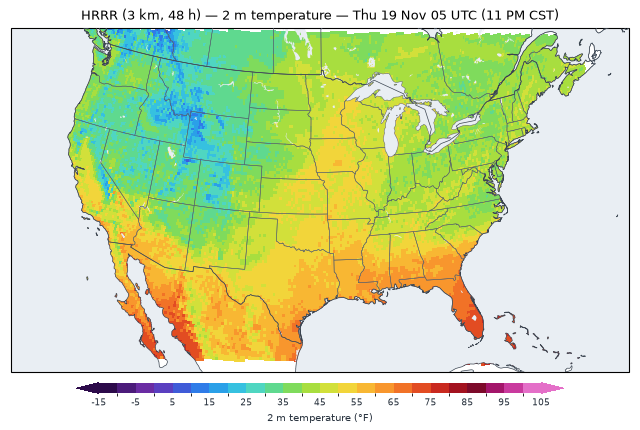 HRRR (3 km, 48 h) — 2 m temperature — Thu 19 Nov 05 UTC (11 PM CST)
-15 -5 5 15 25 35 45 55 65 75 85 95 105
2 m temperature (°F)